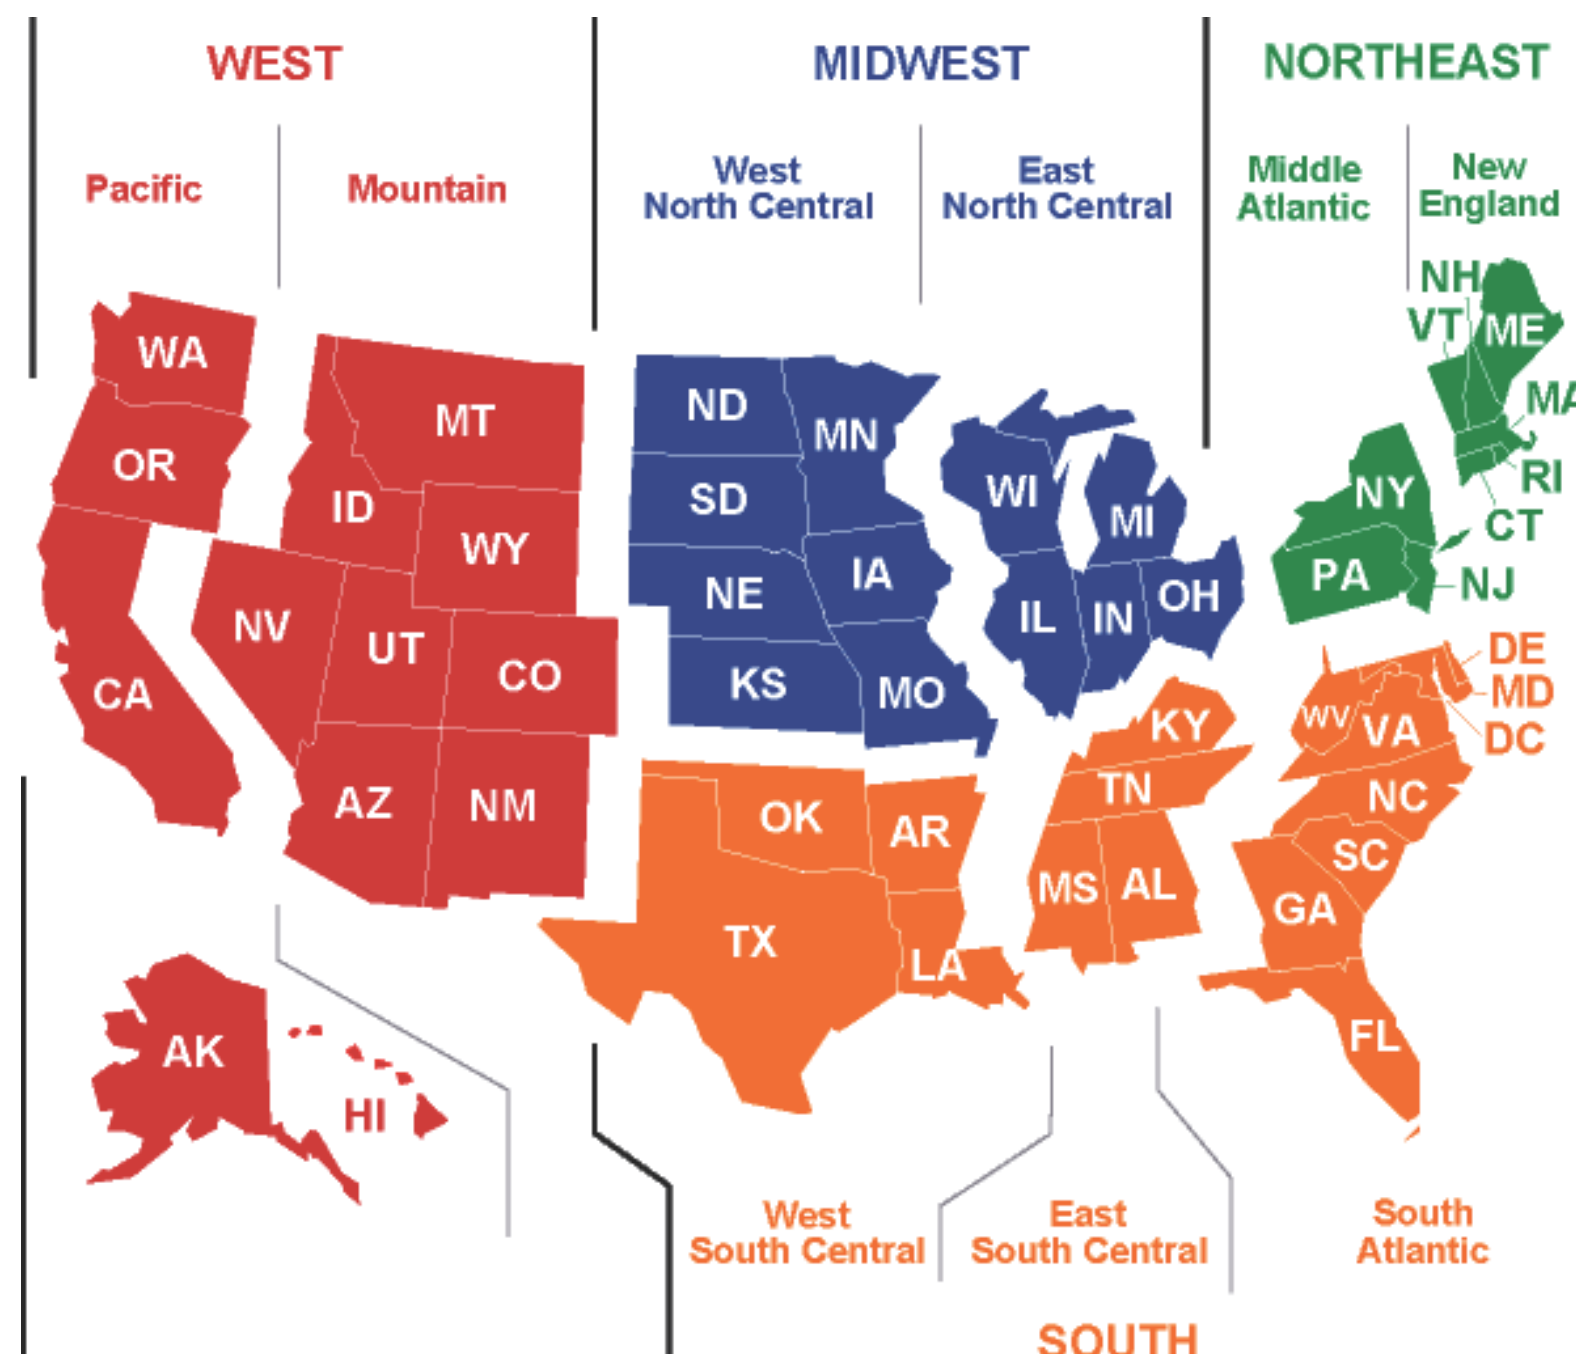 WEST
MIDWEST
NORTHEAST
Pacific
Mountain
West
North Central
East
North Central
Middle
Atlantic
New
England
WA
OR
CA
AK
HI
MT
ID
WY
NV
UT
CO
AZ
NM
ND
SD
NE
KS
MN
IA
MO
WI
MI
IL
IN
OH
NH
VT
ME
MA
RI
CT
NY
PA
NJ
OK
AR
TX
LA
KY
TN
MS
AL
DE
MD
DC
WV
VA
NC
SC
GA
FL
West
South Central
East
South Central
South
Atlantic
SOUTH